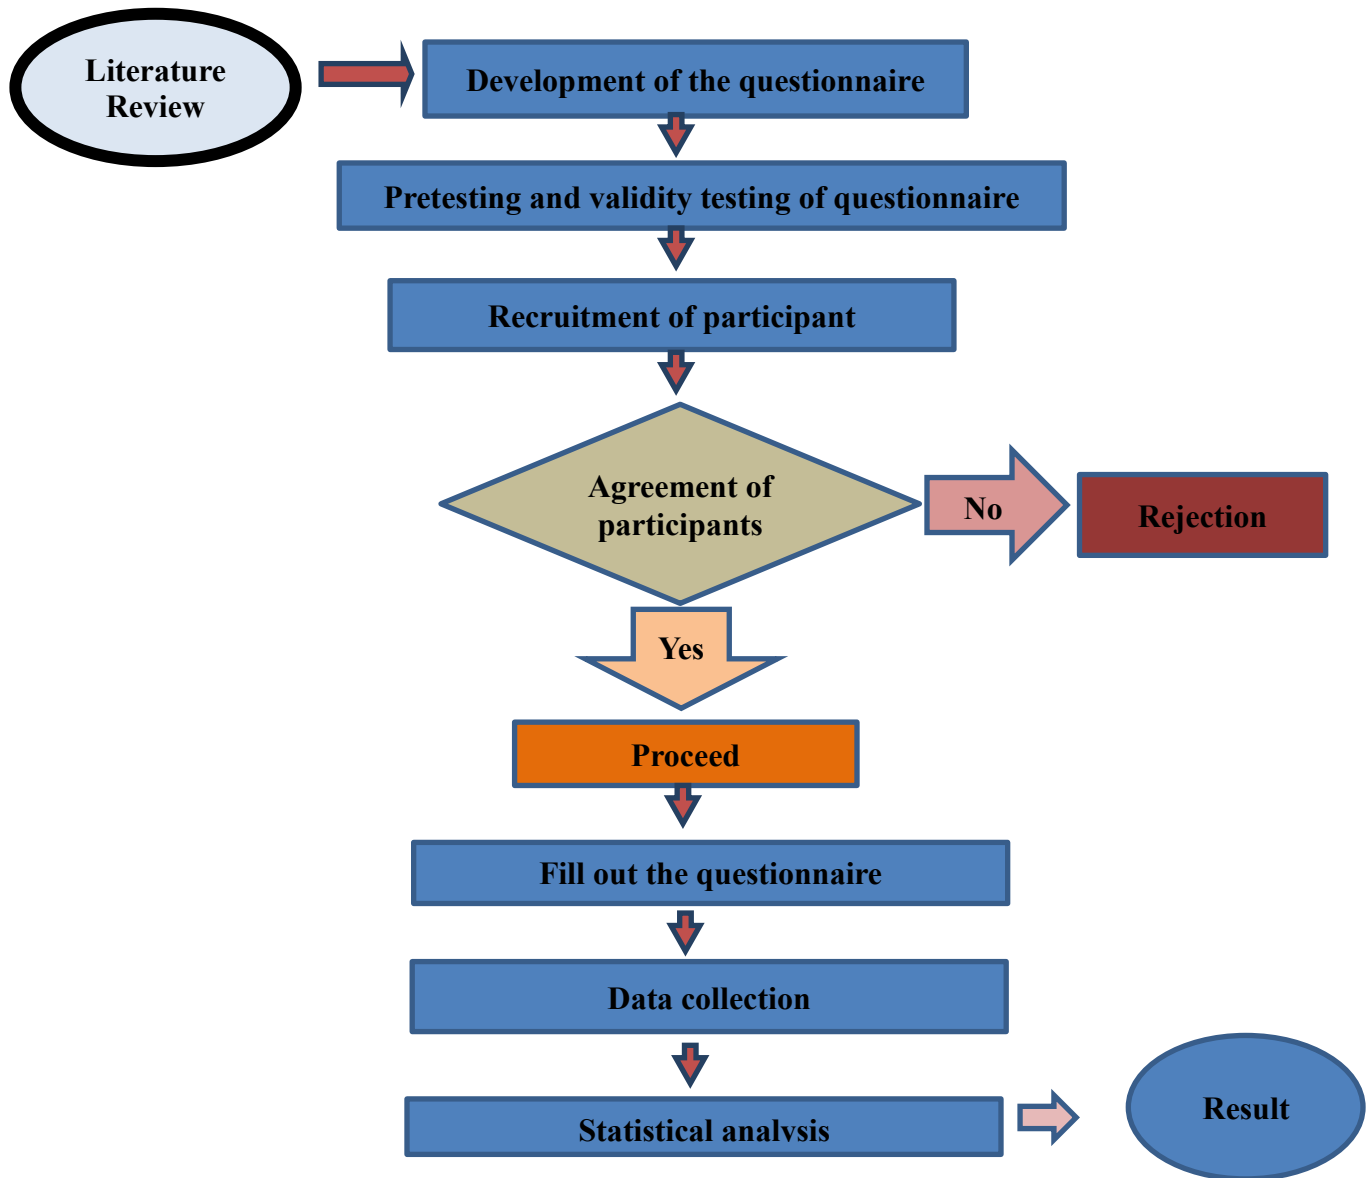 Literature
Review
Development of the questionnaire
Pretesting and validity testing of questionnaire
Recruitment of participant
Agreement of
participants
No
Rejection
Yes
Proceed
Fill out the questionnaire
Data collection
Statistical analysis
Result